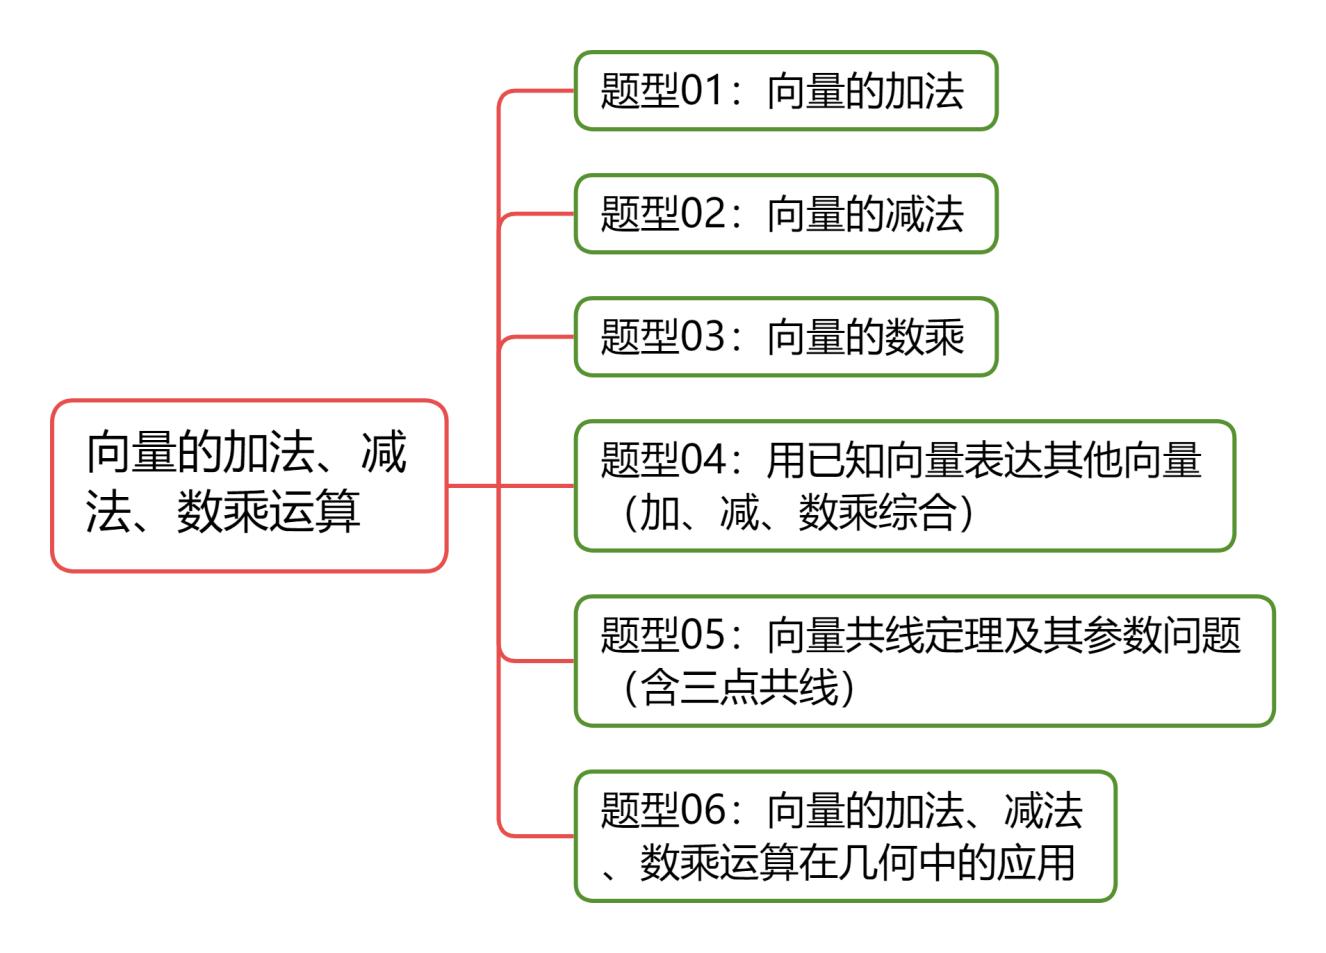 题型01：向量的加法
题型02：向量的减法
题型03：向量的数乘
向量的加法、减
法、数乘运算
题型04：用已知向量表达其他向量
（加、减、数乘综合）
题型05：向量共线定理及其参数问题
（含三点共线）
题型06：向量的加法、减法
、数乘运算在几何中的应用